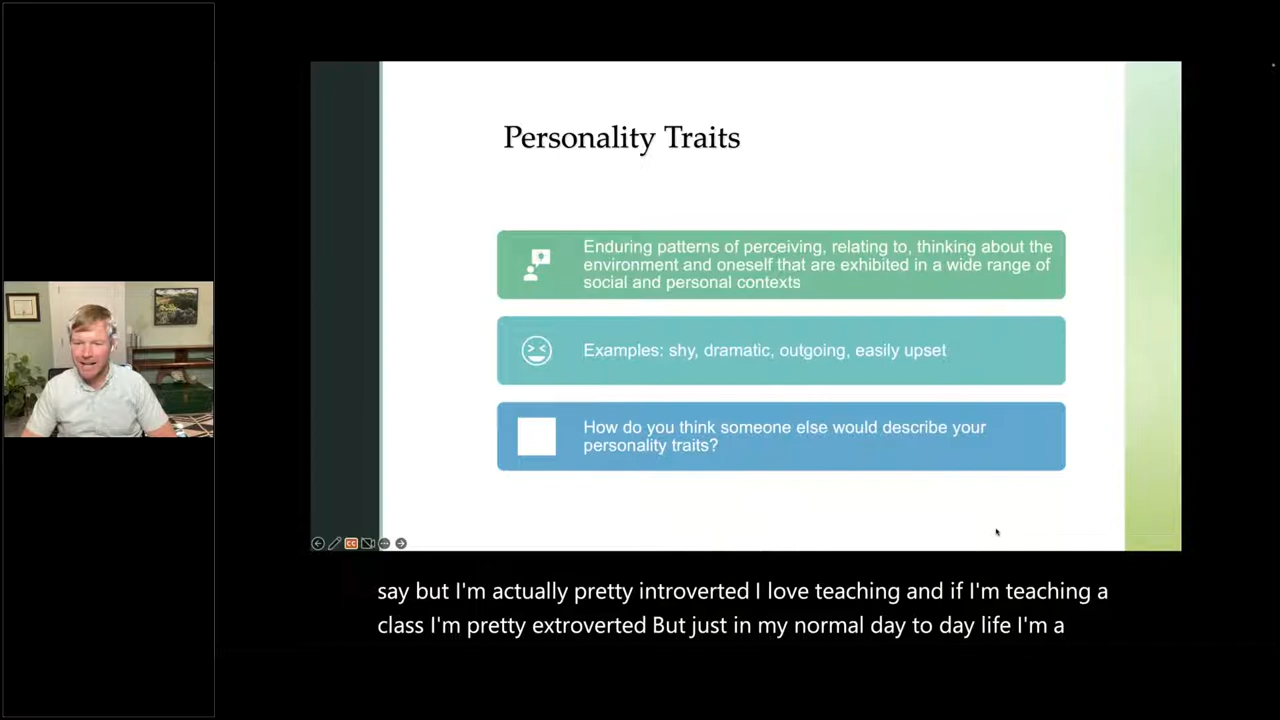 Personality Traits
Enduring patterns of perceiving, relating to, thinking about the
environment and oneself that are exhibited in a wide range of
social and personal contexts
Examples: shy, dramatic, outgoing, easily upset
How do you think someone else would describe your
personality traits?
CC
say but I'm actually pretty introverted I love teaching and if I'm teaching a
class I'm pretty extroverted But just in my normal day to day life I'm a